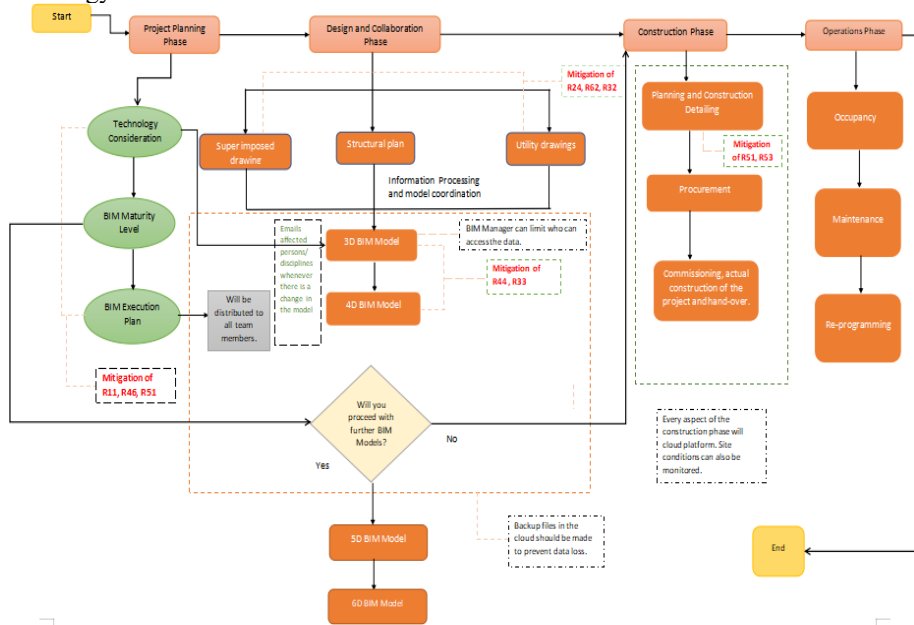 Start
Project Planning
Phase
Design and Collaboration
Phase
Construction Phase
Operations Phase
Mitigation of
R24, R62, R32
Planning and Construction
Detailing
Occupancy
Technology
Consideration
Super imposed
drawine
Structural plan
Utility drawings
Mitigation
of R51, R53
Information Processing
and model coordination
Procurement
BIM Maturity
Level
Emails
affected
persons/
disciplines
whenever
there is a
change in
the model
3D BIM Model
BIM Manager can limit who can
access the data.
Maintenance
Mitigation of
R44, R33
4D BIM Model
Commissioning, actual
construction of the
project and hand-over.
BIM Execution
Plan
Will be
distributed to
all team
members.
Re-programming
Mitigation of
R11, R46, R51
Will you
proceed with
further BIM
Models?
No
Yes
Every aspect of the
construction phase will
cloud platform. Site
conditions can also be
monitored.
Backup files in the
cloud should be made
to prevent data loss.
5D BIM Model
End
6D BIM Model